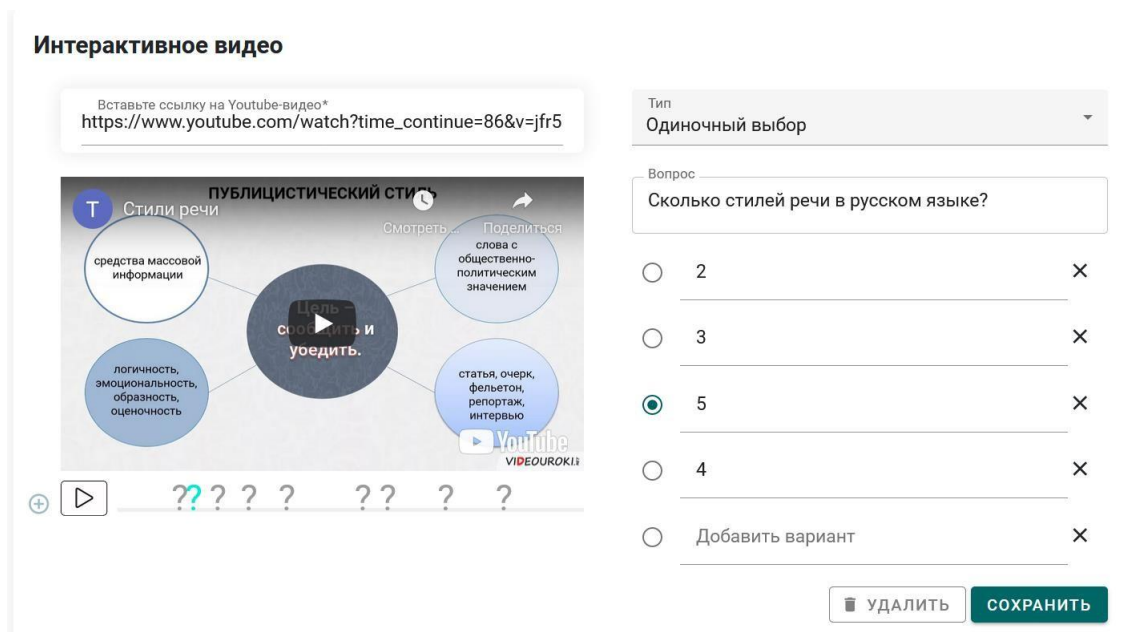 Интерактивное видео
Вставьте ссылку на Youtube-видео*
https://www.youtube.com/watch?time_continue=86&v=jfr5
ПУБЛИЦИСТИЧЕСКИЙ СТИЛЬ
Т
Стили речи
Смотреть...
Поделиться
средства массовой
информации
слова с
общественно-
политическим
значением
Цель –
сообщить и
убедить.
логичность,
эмоциональность,
образность,
оценочность
статья, очерк,
фельетон,
репортаж,
интервью
YouTube
VIDEOUROKI
? ? ? ? ? ? ? ? ?
Тип
Одиночный выбор
Вопрос
Сколько стилей речи в русском языке?
2
3
5
4
Добавить вариант
УДАЛИТЬ
СОХРАНИТЬ